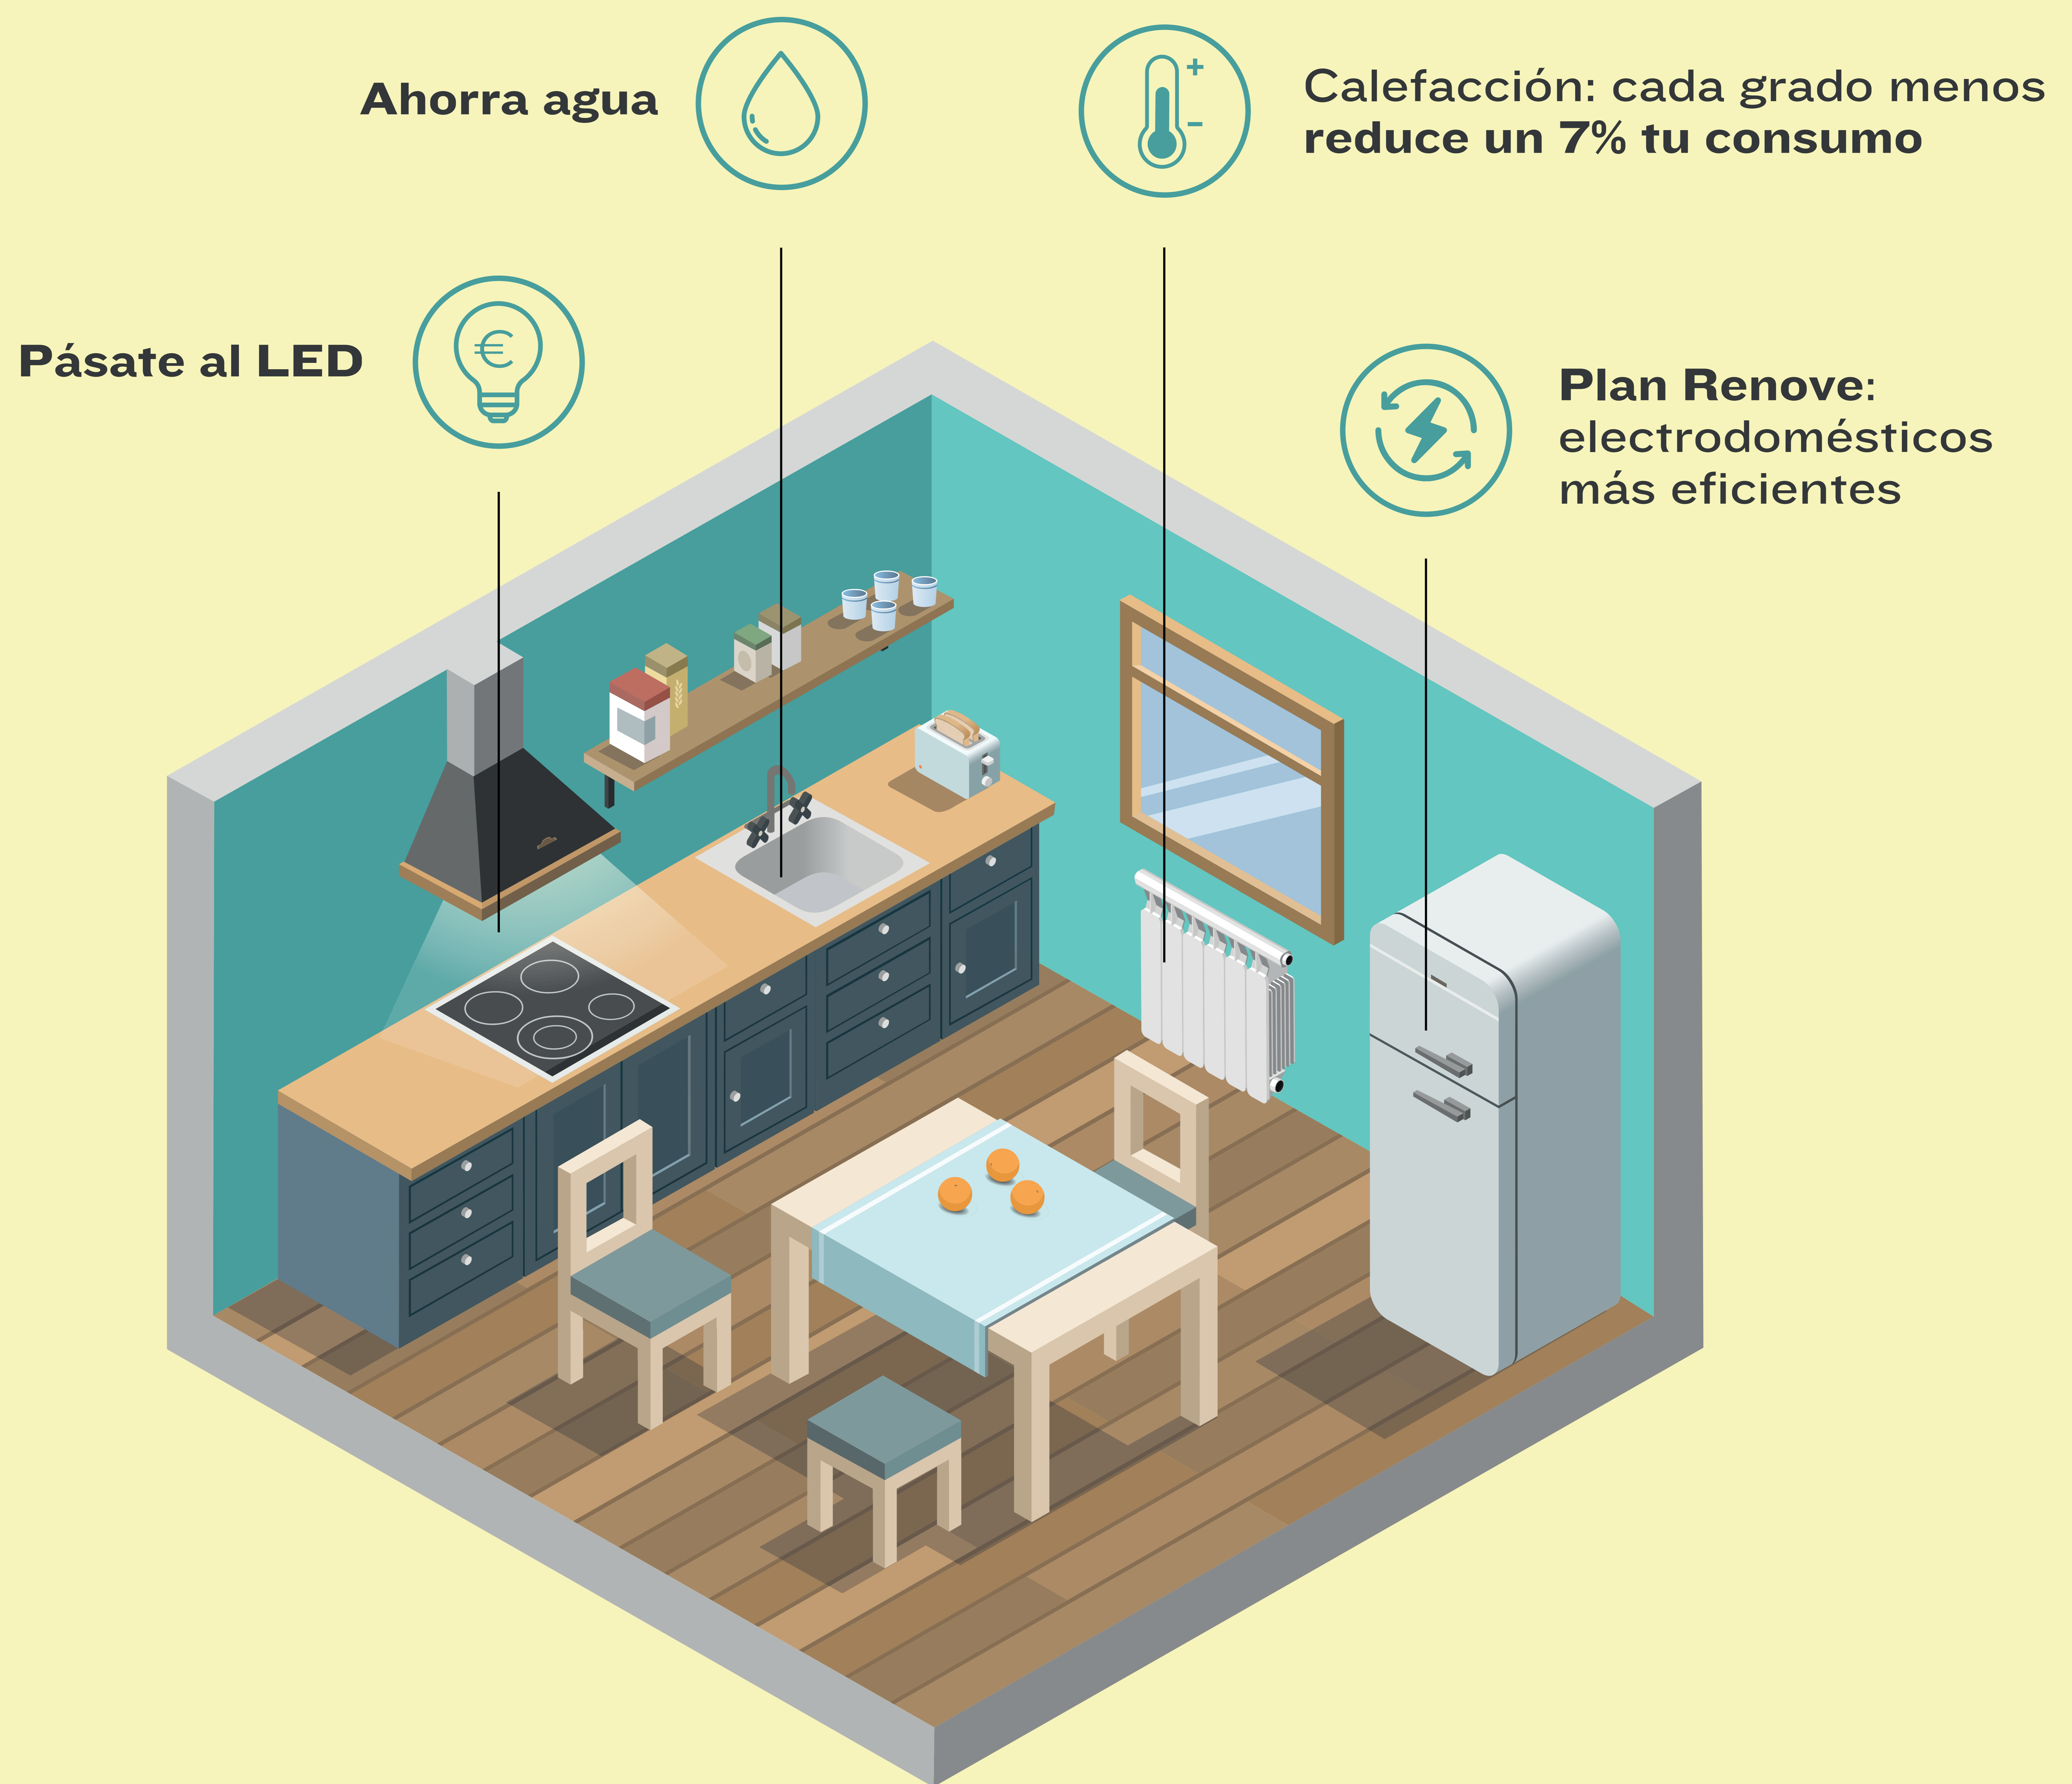 Ahorra agua
Calefacción: cada grado menos
reduce un 7% tu consumo
Pásate al LED
Plan Renove:
electrodomésticos
más eficientes